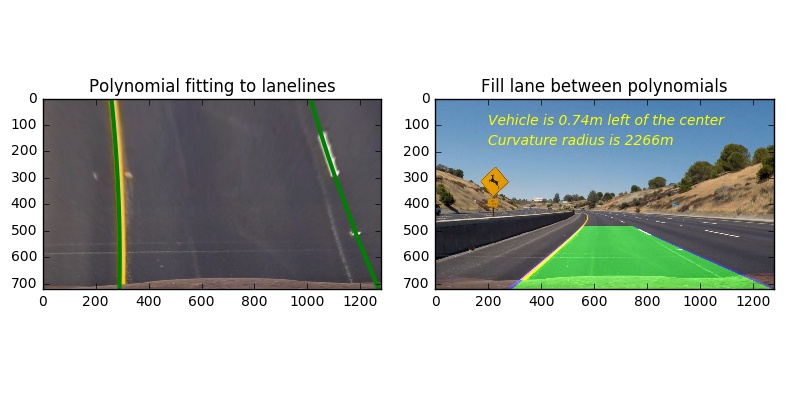 Polynomial fitting to lanelines
0
100
200
300
400
500
600
700
0 200 400 600 800 1000 1200
Fill lane between polynomials
0
100
200
300
400
500
600
700
0 200 400 600 800 1000 1200
Vehicle is 0.74m left of the center
Curvature radius is 2266m